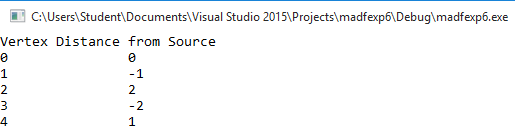 C:\Users\Student\Documents\Visual Studio 2015\Projects\madfexp6\Debug\madfexp6.exe
Vertex Distance from Source
0 0
1 -1
2 2
3 -2
4 1